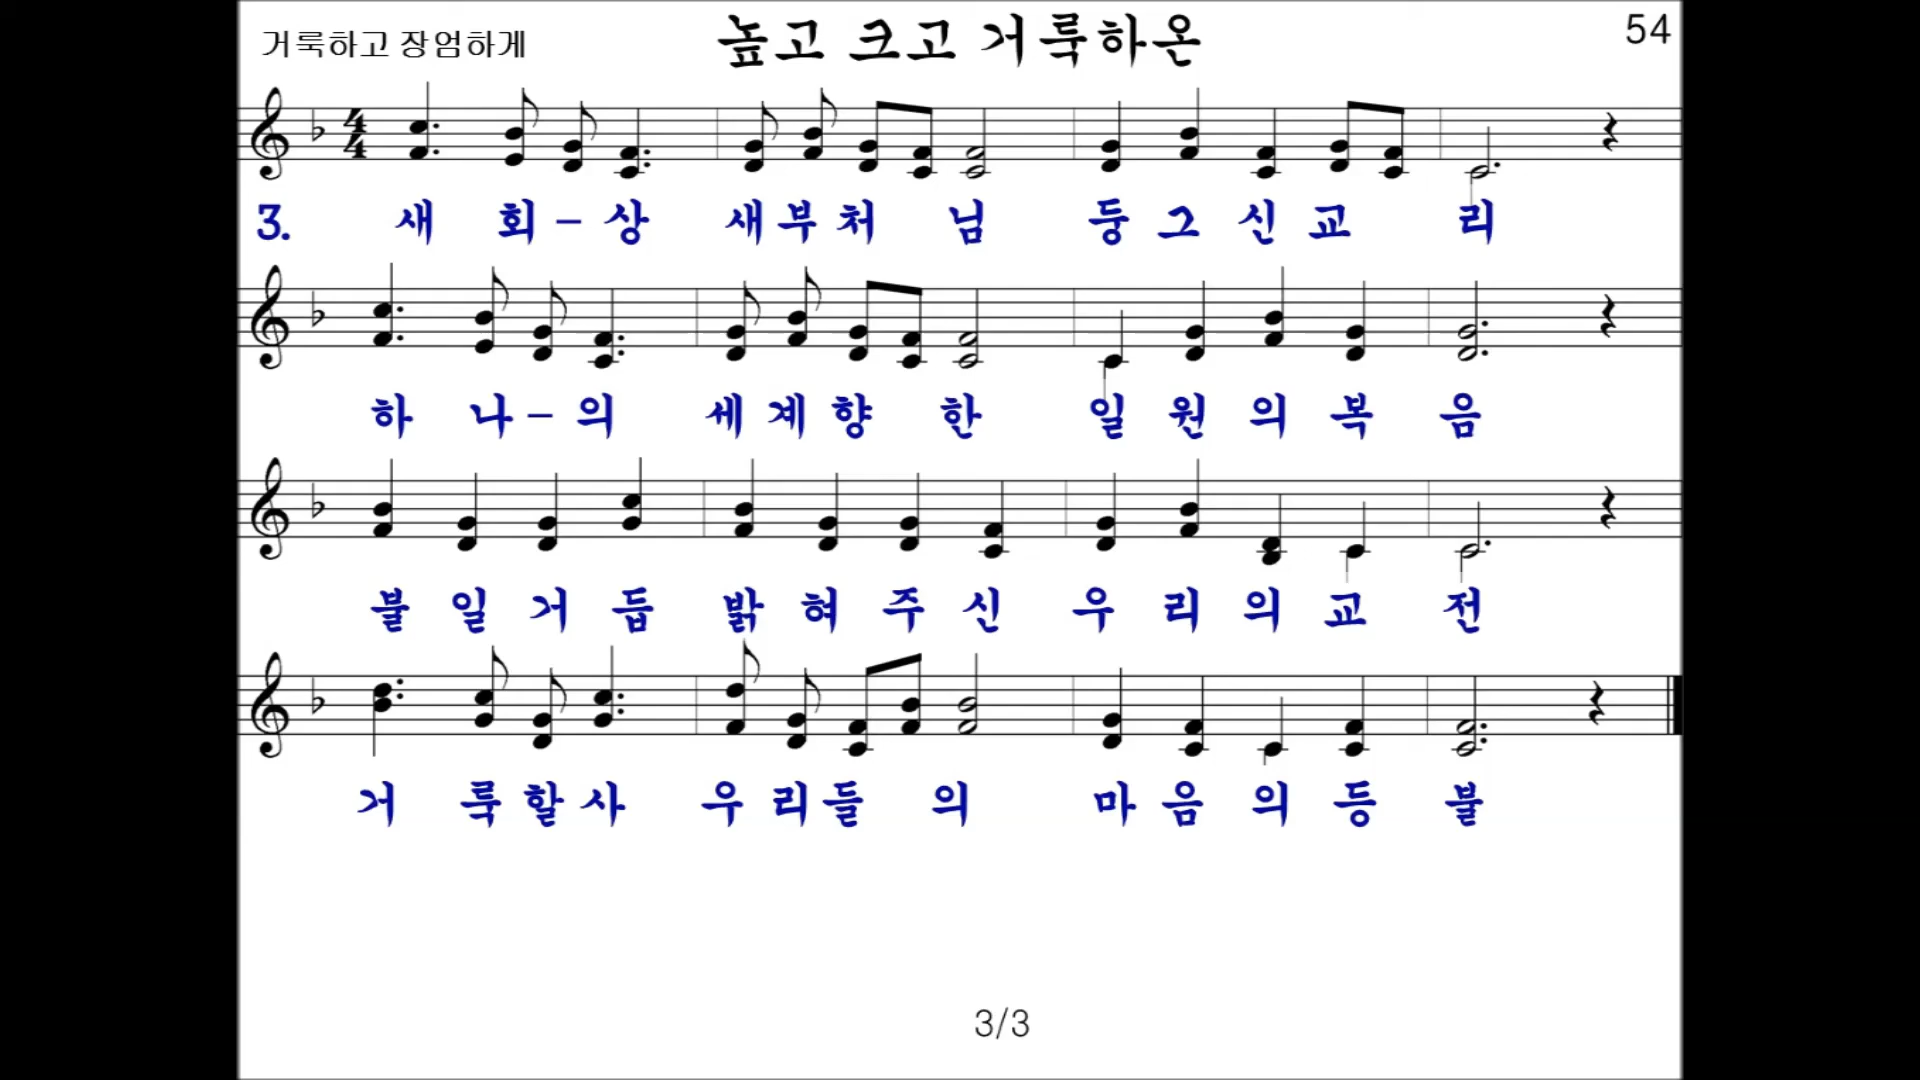 거룩하고 장엄하게 높고 크고 거룩하온 54
3. 새 회 - 상 새 부 처 님 둥 그 신 교 리
하 나 - 의 세 계 향 한 일 원 의 복 음
불 일 거 듭 밝 혀 주 신 우 리 의 교 전
거 룩 할 사 우 리 들 의 마 음 의 등 불
3/3